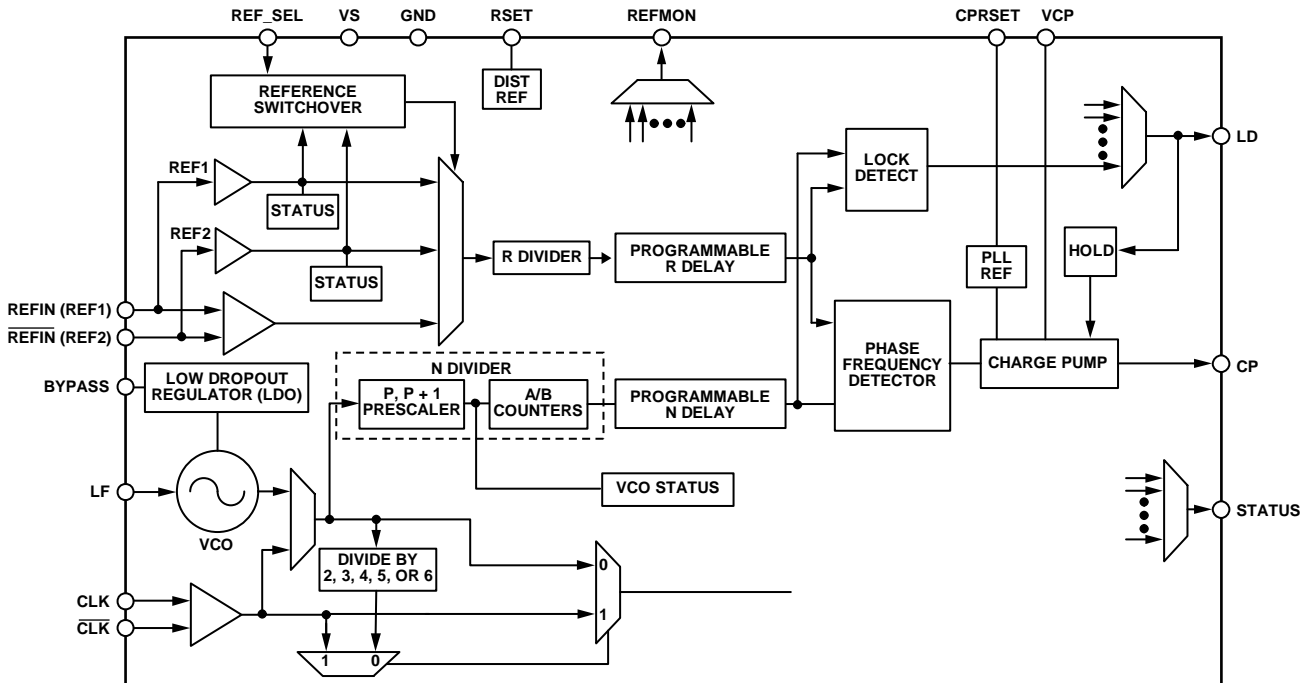 REF_SEL
VS
GND
RSET
REFMON
CPRSET
VCP
REFERENCE
SWITCHOVER
DIST
REF
LD
LOCK
DETECT
REF1
STATUS
REF2
STATUS
R DIVIDER
PROGRAMMABLE
R DELAY
PLL
REF
HOLD
REFIN (REF1)
REFIN (REF2)
PHASE
FREQUENCY
DETECTOR
CHARGE PUMP
CP
BYPASS
LOW DROPOUT
REGULATOR (LDO)
N DIVIDER
P, P + 1
PRESCALER
A/B
COUNTERS
PROGRAMMABLE
N DELAY
LF
VCO
VCO STATUS
STATUS
DIVIDE BY
2, 3, 4, 5, OR 6
0
1
CLK
CLK
1
0